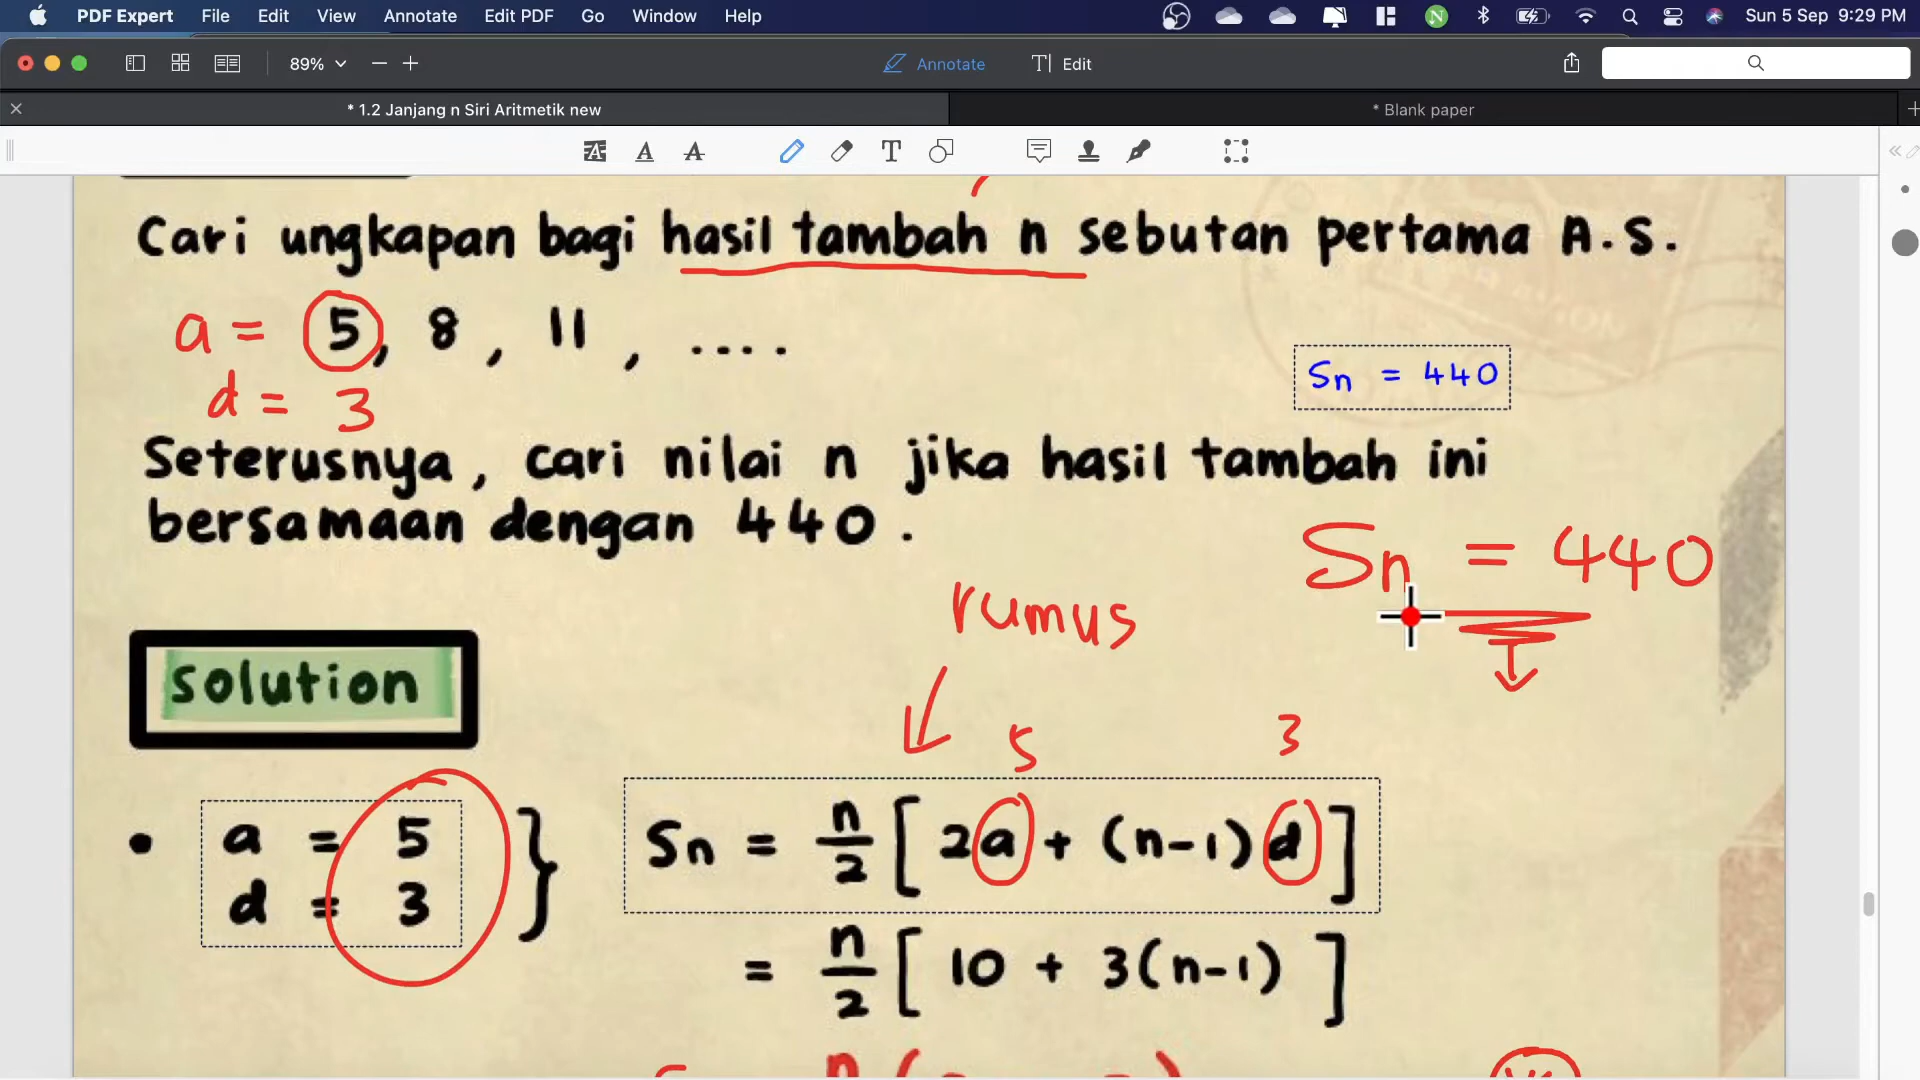 PDF Expert File Edit View Annotate Edit PDF Go Window Help Sun 5 Sep 9:29 PM
89% Annotate T| Edit
* 1.2 Janjang n Siri Aritmetik new * Blank paper
Cari ungkapan bagi hasil tambah n sebutan pertama A.S.
a = 5, 8, 11, ....
d = 3
Sn = 440
Seterusnya, cari nilai n jika hasil tambah ini
bersamaan dengan 440.
Sn = 440
rumus
solution
5 3
• a = 5
d = 3
Sn = n/2 [ 2a + (n-1)d ]
= n/2 [ 10 + 3(n-1) ]